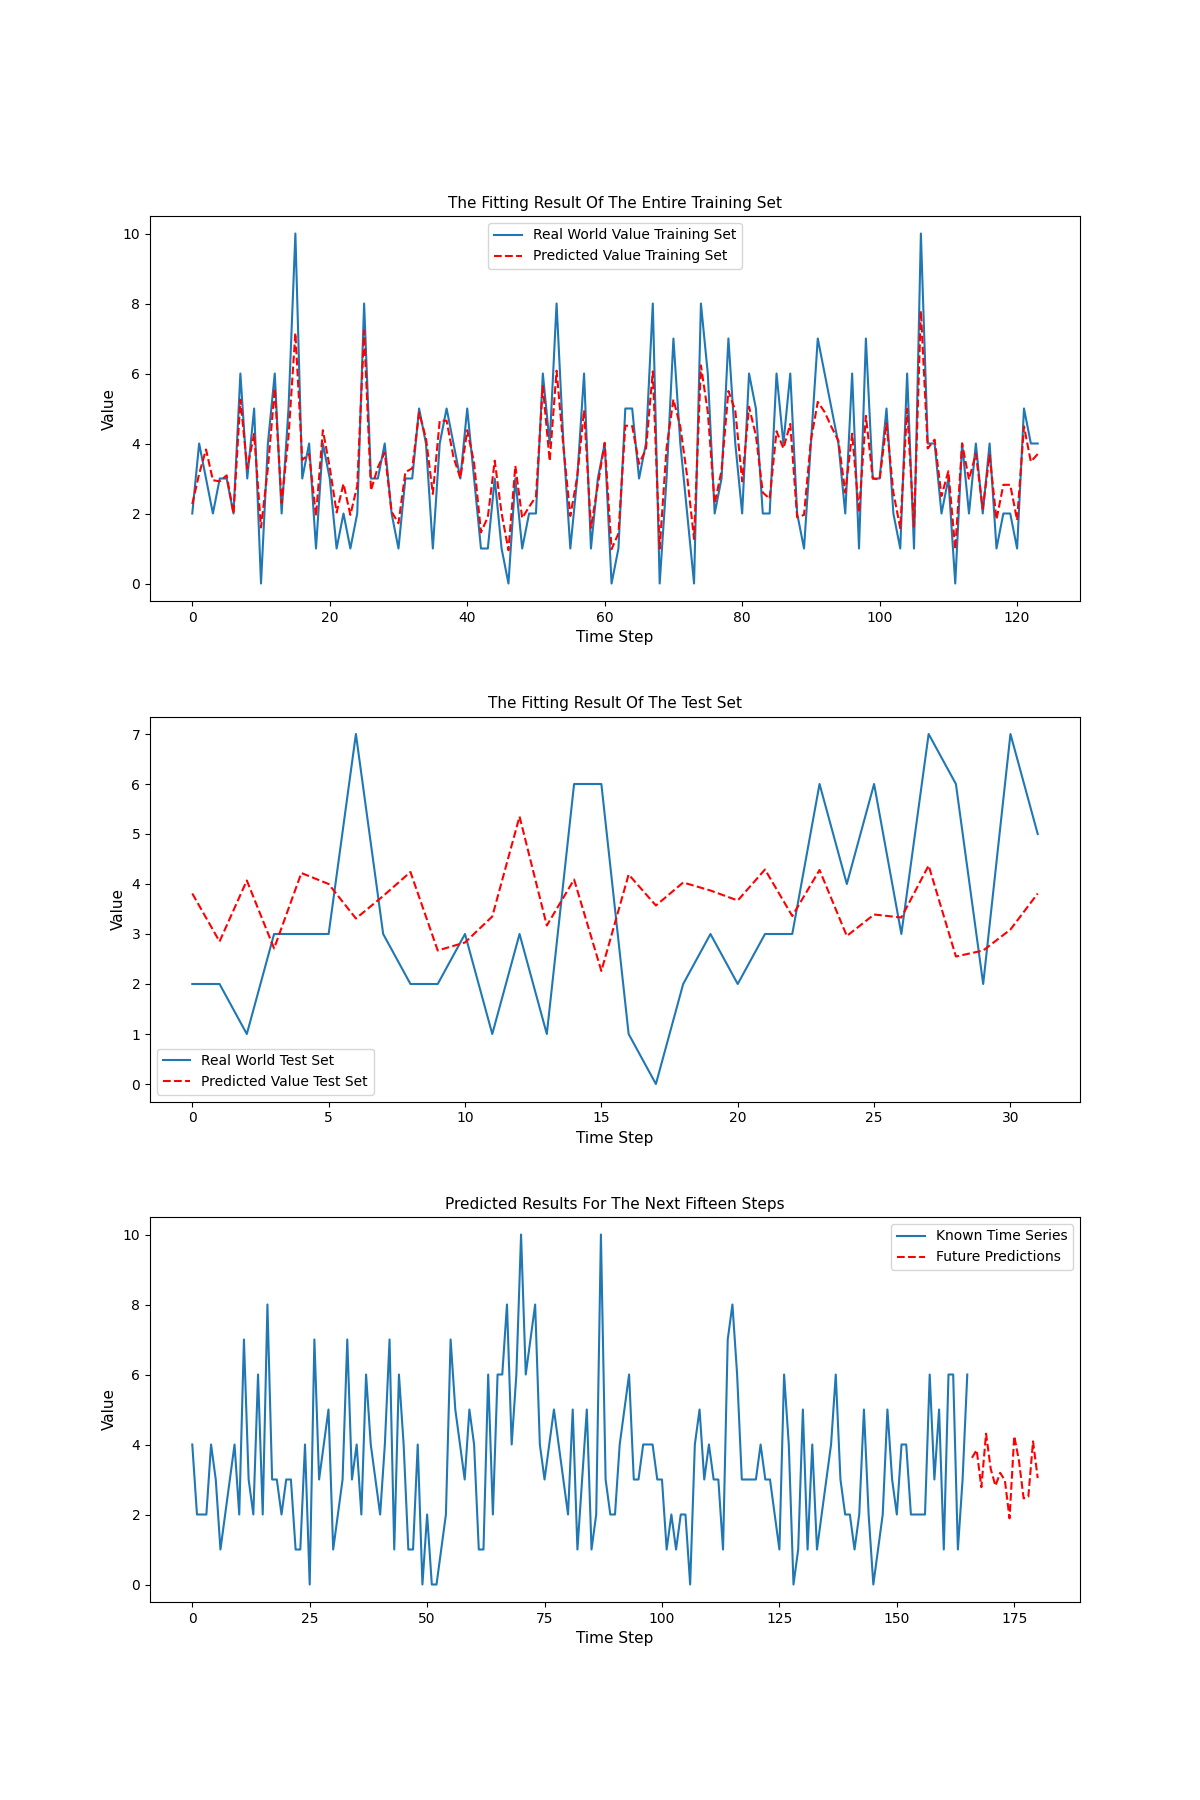 The Fitting Result Of The Entire Training Set
Real World Value Training Set
Predicted Value Training Set
Value
10
8
6
4
2
0
0 20 40 60 80 100 120
Time Step
The Fitting Result Of The Test Set
Value
7
6
5
4
3
2
1
0
Real World Test Set
Predicted Value Test Set
0 5 10 15 20 25 30
Time Step
Predicted Results For The Next Fifteen Steps
Known Time Series
Future Predictions
Value
10
8
6
4
2
0
0 25 50 75 100 125 150 175
Time Step